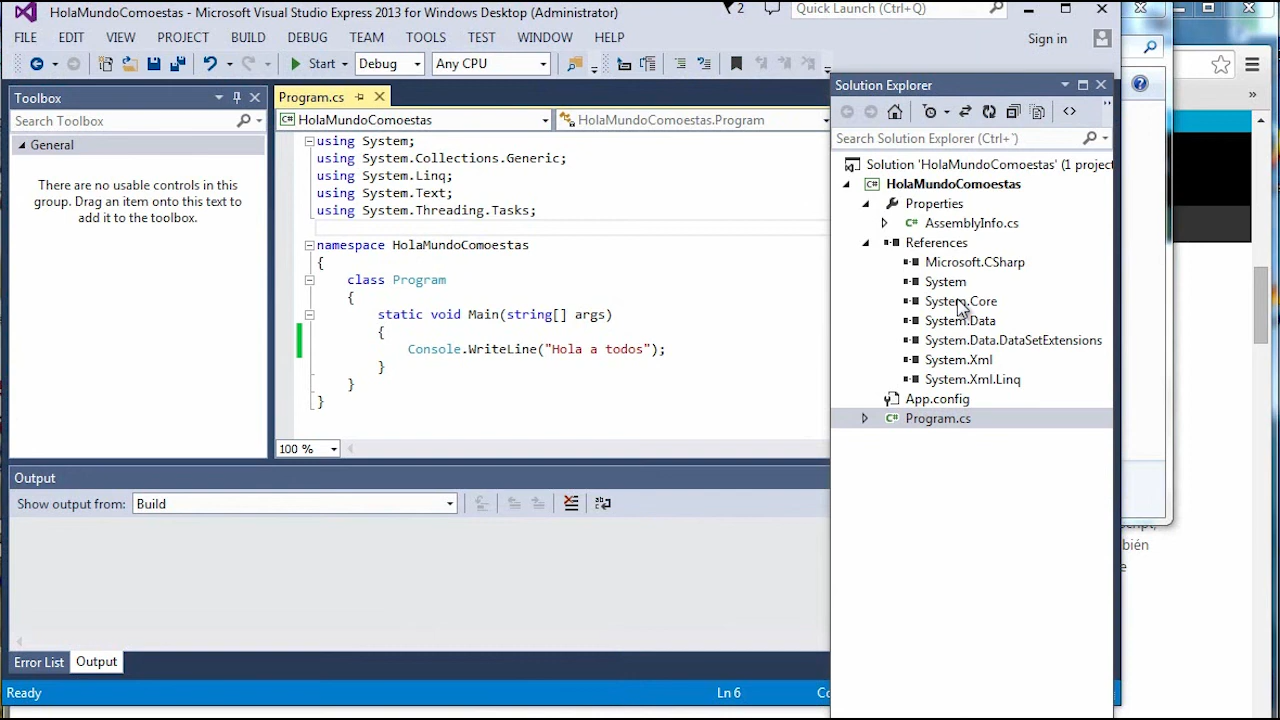 HolaMundoComoestas - Microsoft Visual Studio Express 2013 for Windows Desktop (Administrator)
2
Quick Launch (Ctrl+Q)
FILE EDIT VIEW PROJECT BUILD DEBUG TEAM TOOLS TEST WINDOW HELP
Sign in
Start Debug Any CPU
Toolbox
Search Toolbox
General
There are no usable controls in this
group. Drag an item onto this text to
add it to the toolbox.
Program.cs
HolaMundoComoestas HolaMundoComoestas.Program
using System;
using System.Collections.Generic;
using System.Linq;
using System.Text;
using System.Threading.Tasks;
namespace HolaMundoComoestas
{
class Program
{
static void Main(string[] args)
{
Console.WriteLine("Hola a todos");
}
}
}
100 %
Solution Explorer
Search Solution Explorer (Ctrl+`)
Solution 'HolaMundoComoestas' (1 project
HolaMundoComoestas
Properties
AssemblyInfo.cs
References
Microsoft.CSharp
System
System.Core
System.Data
System.Data.DataSetExtensions
System.Xml
System.Xml.Linq
App.config
Program.cs
Output
Show output from: Build
Error List Output
Ready Ln 6 Co
bién
e